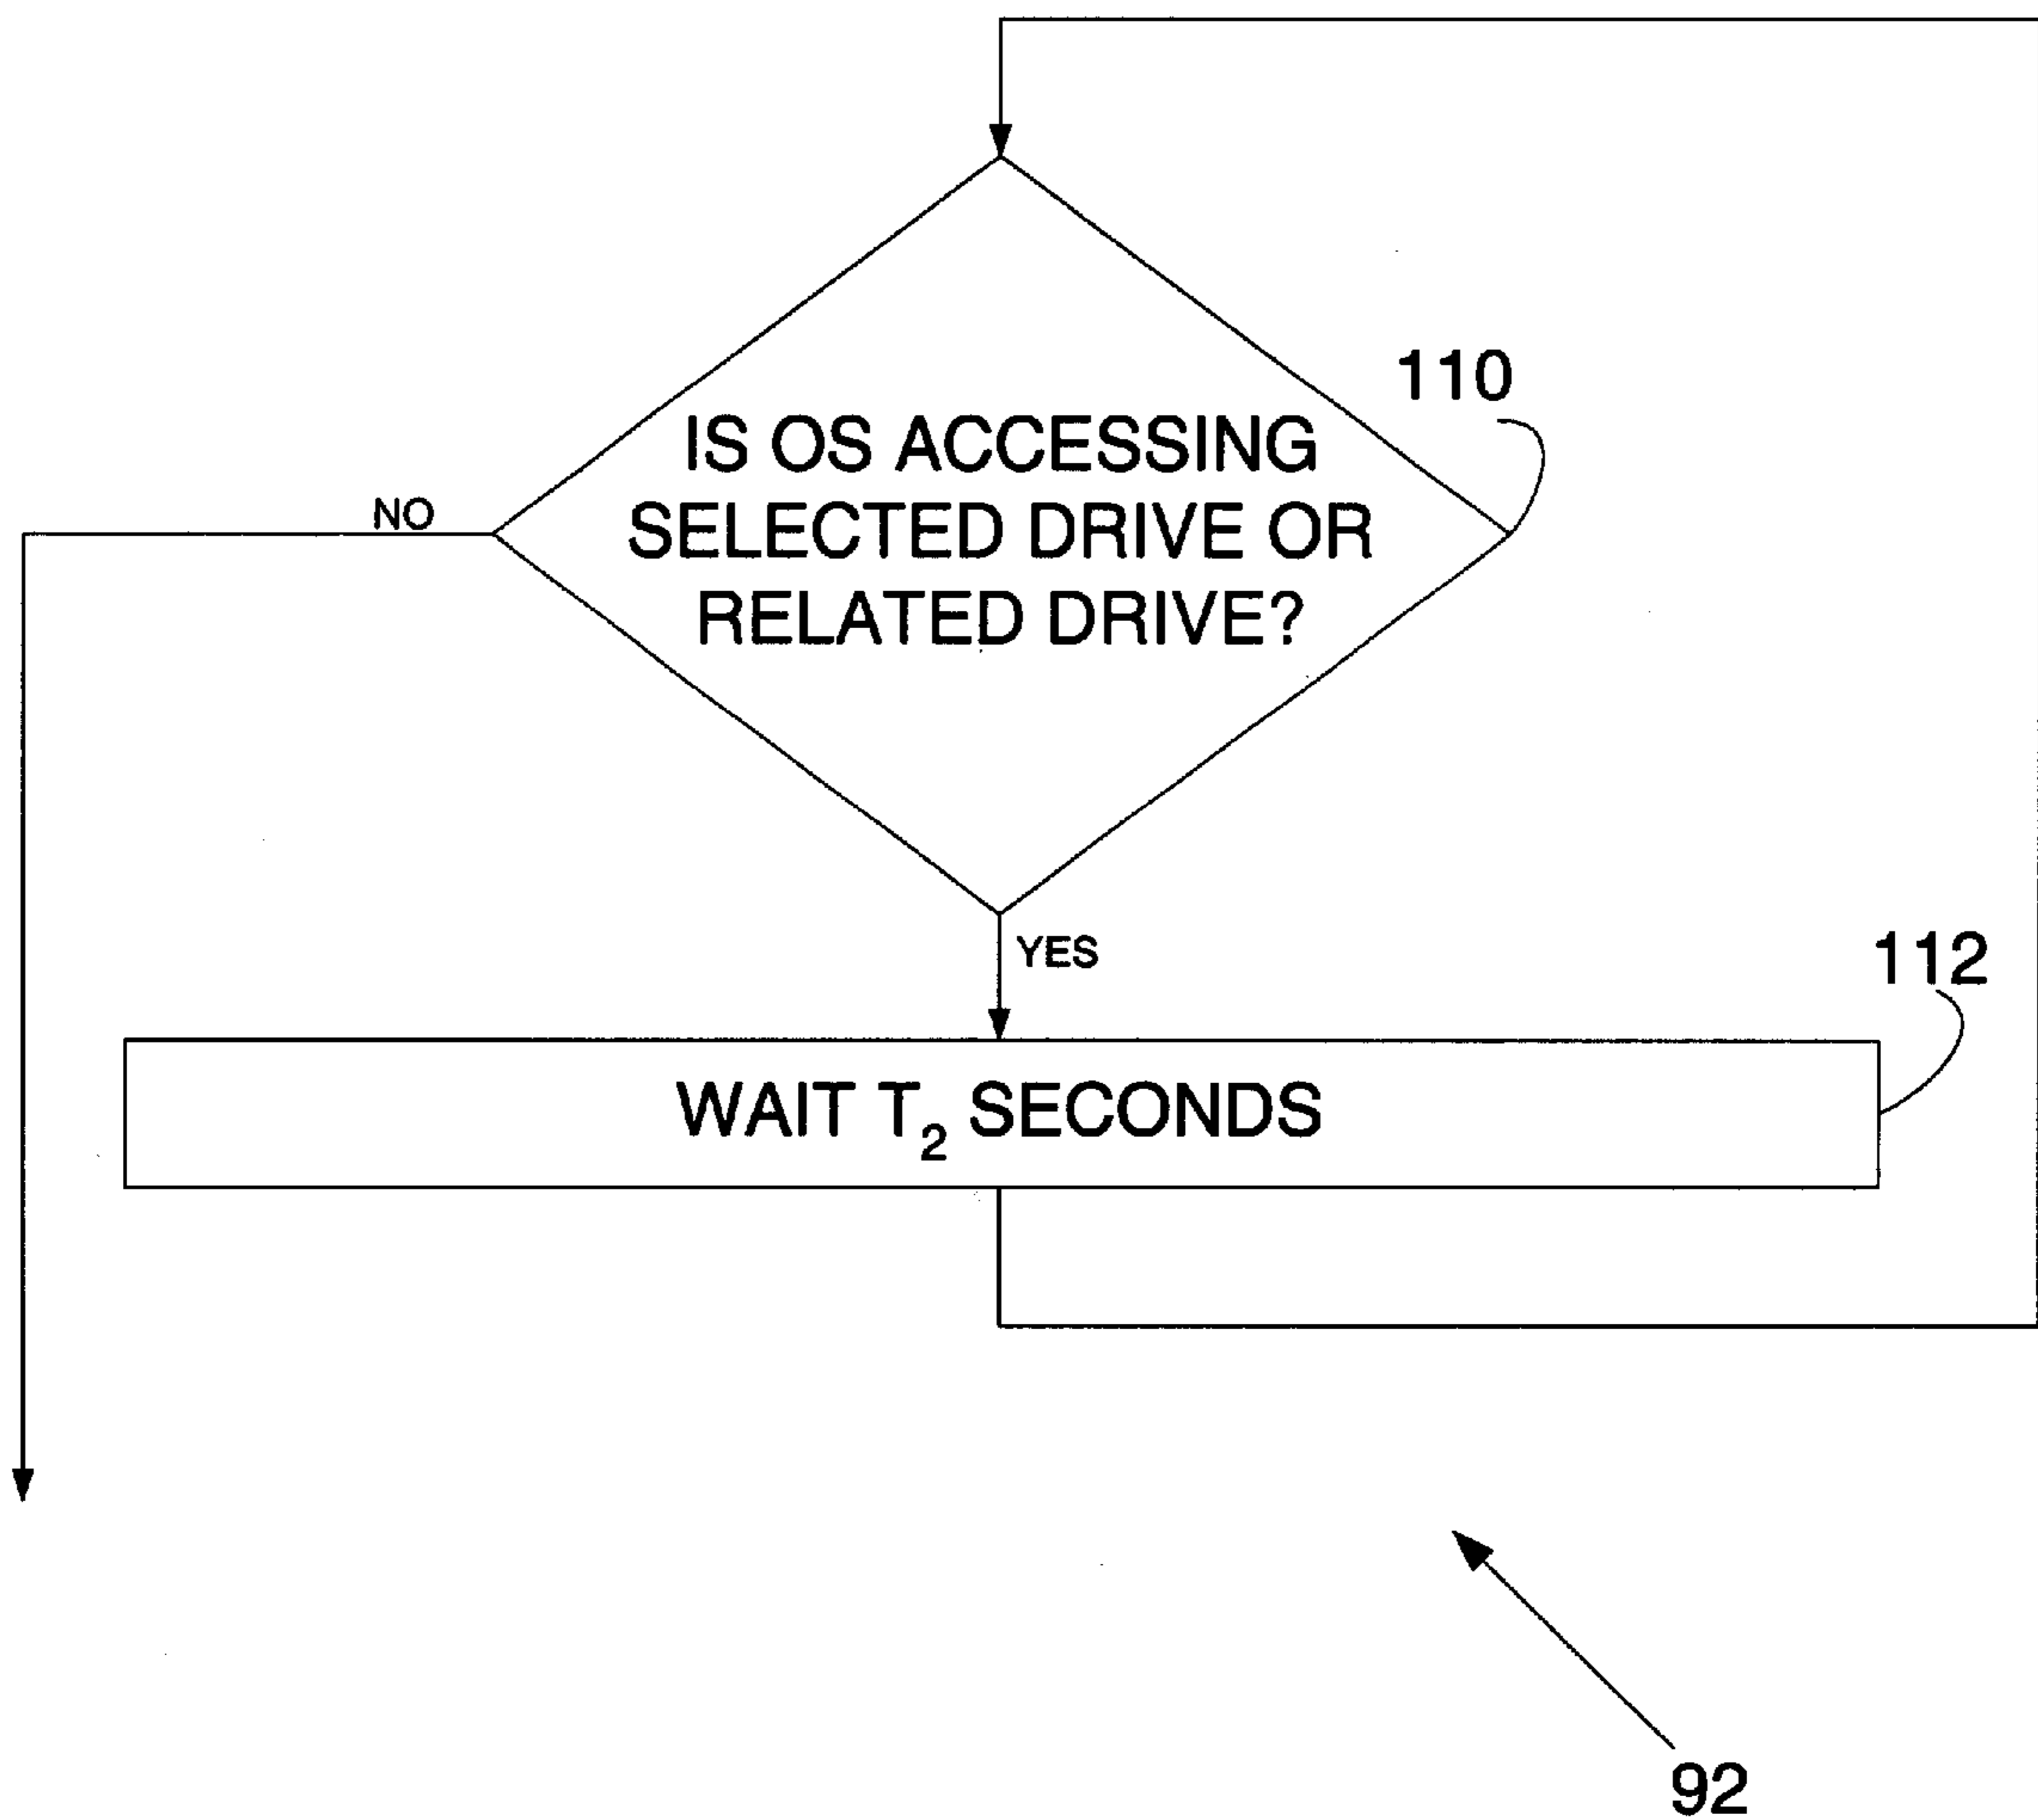 110
IS OS ACCESSING
SELECTED DRIVE OR
RELATED DRIVE?
NO
YES
112
WAIT T₂ SECONDS
92